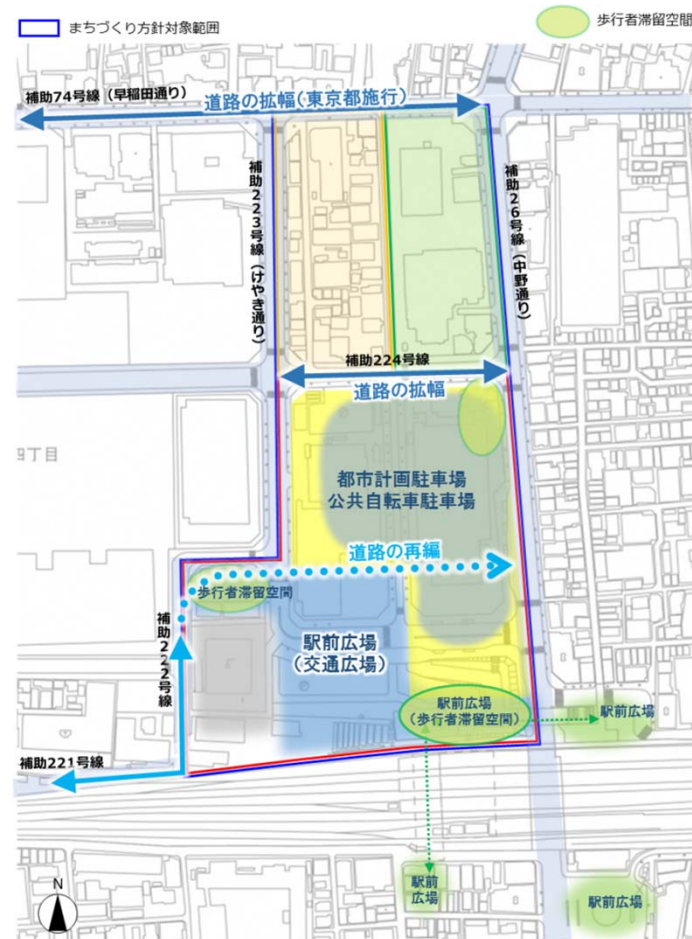 まちづくり方針対象範囲
歩行者滞留空間
補助74号線（早稲田通り）
道路の拡幅（東京都施行）
補助223号線（けやき通り）
補助26号線（中野通り）
補助224号線
道路の拡幅
四丁目
都市計画駐車場
公共自転車駐車場
道路の再編
歩行者滞留空間
補助222号線
駅前広場
（交通広場）
駅前広場
（歩行者滞留空間）
駅前広場
補助221号線
駅前
広場
駅前広場
N